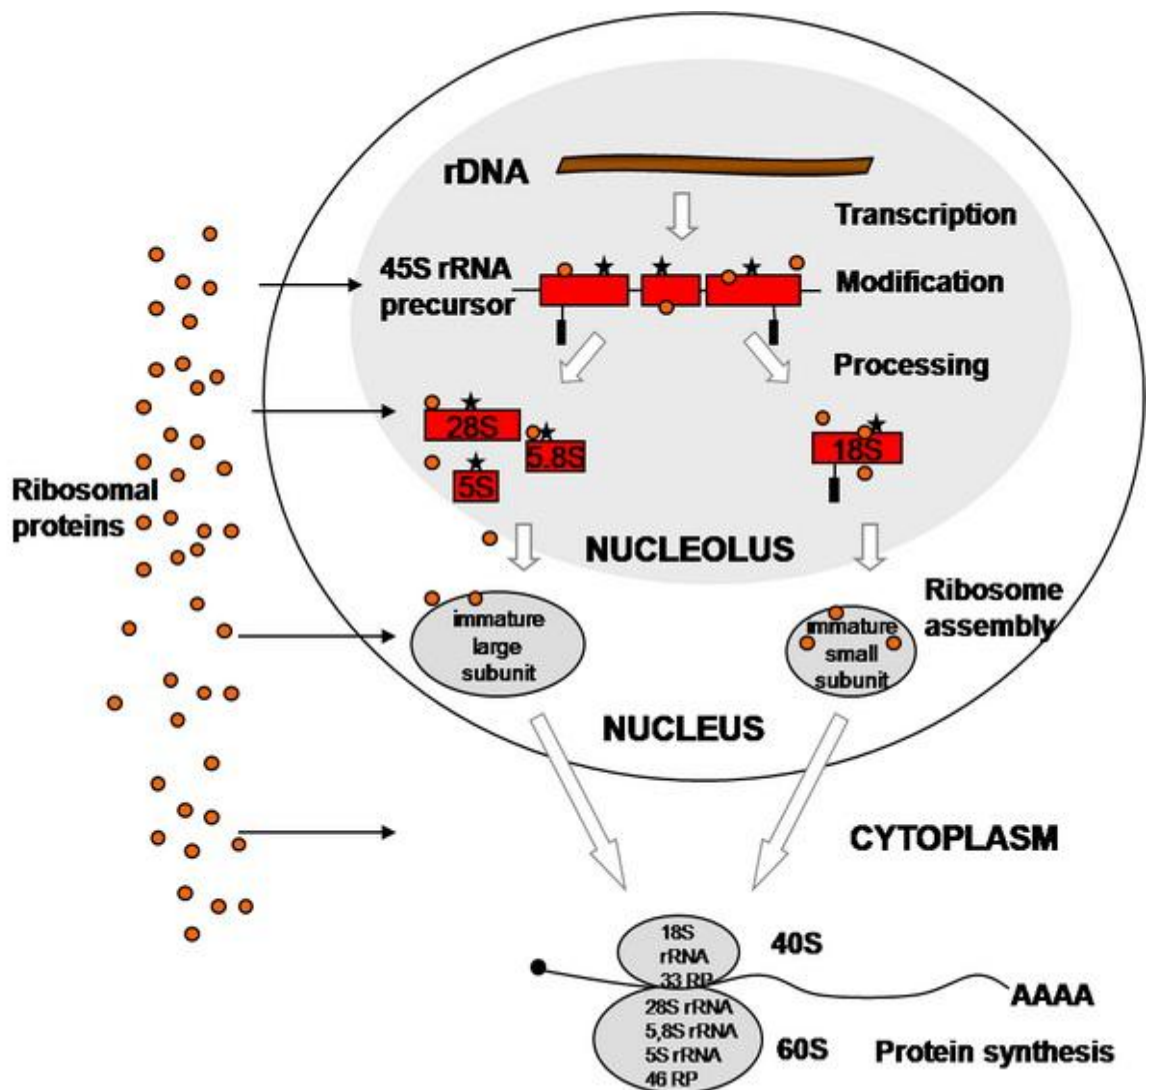 rDNA
Transcription
45S rRNA
precursor
Modification
Processing
28S
5.8S
5S
18S
Ribosomal
proteins
NUCLEOLUS
Ribosome
assembly
immature
large
subunit
immature
small
subunit
NUCLEUS
CYTOPLASM
18S
rRNA
33 RP
40S
AAAA
28S rRNA
5,8S rRNA
5S rRNA
46 RP
60S
Protein synthesis